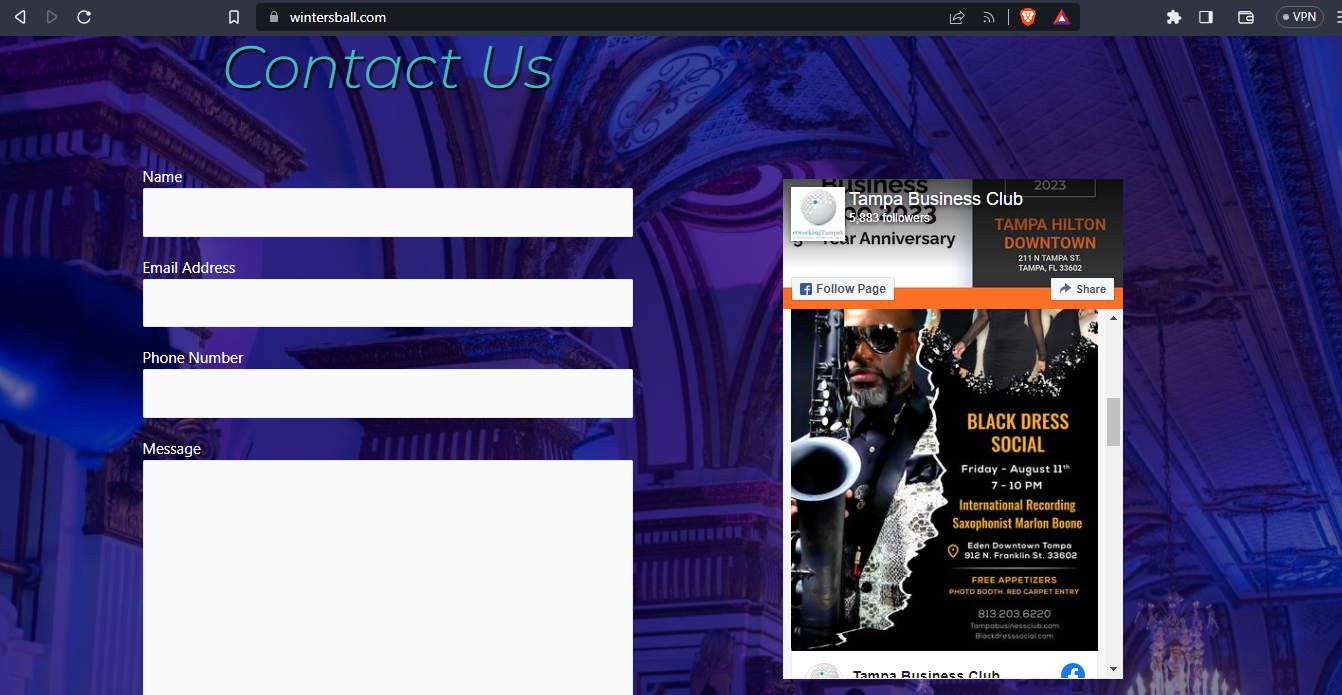 wintersball.com
VPN
Contact Us
Name
Email Address
Phone Number
Message
Business
2023
Tampa Business Club
5,883 followers
Year Anniversary
TAMPA HILTON
DOWNTOWN
211 N TAMPA ST.
TAMPA, FL 33602
Follow Page
Share
BLACK DRESS
SOCIAL
Friday - August 11th
7 - 10 PM
International Recording
Saxophonist Marlon Boone
Eden Downtown Tampa
912 N. Franklin St. 33602
FREE APPETIZERS
PHOTO BOOTH. RED CARPET ENTRY
813.203.6220
Tampabusinessclub.com
Blackdresssocial.com
Tampa Business Club